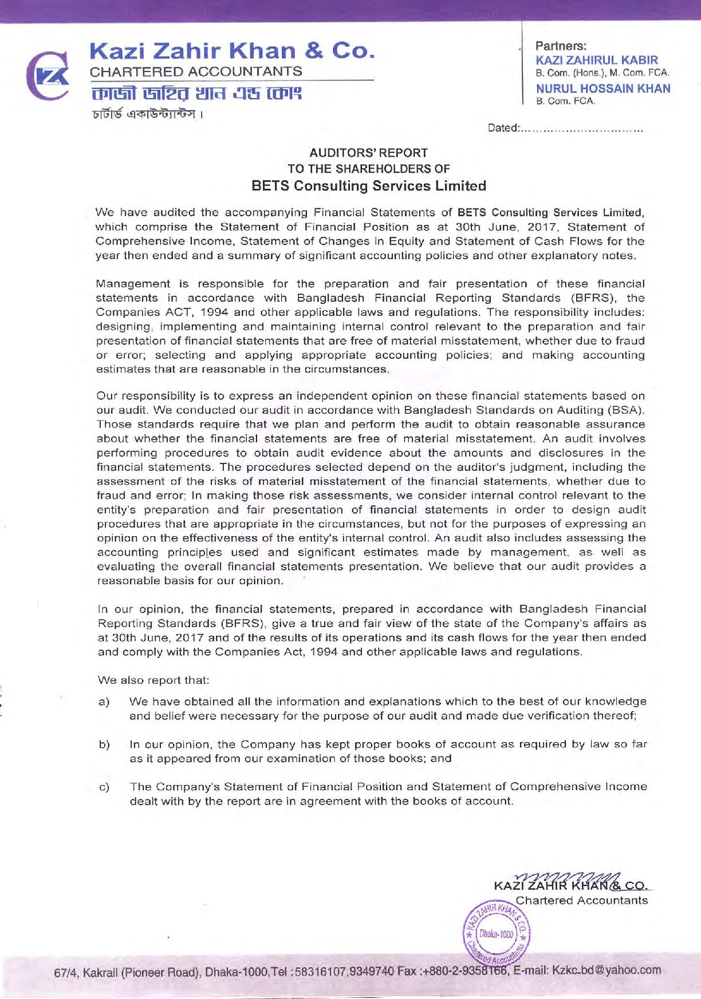 Kazi Zahir Khan & Co.
CHARTERED ACCOUNTANTS
কাজী জহির খান এন্ড কোং
চার্টার্ড একাউন্ট্যান্টস ।
Partners:
KAZI ZAHIRUL KABIR
B. Com. (Hons.), M. Com. FCA.
NURUL HOSSAIN KHAN
B. Com. FCA.
Dated:.................................
AUDITORS' REPORT
TO THE SHAREHOLDERS OF
BETS Consulting Services Limited
We have audited the accompanying Financial Statements of BETS Consulting Services Limited,
which comprise the Statement of Financial Position as at 30th June, 2017, Statement of
Comprehensive Income, Statement of Changes in Equity and Statement of Cash Flows for the
year then ended and a summary of significant accounting policies and other explanatory notes.
Management is responsible for the preparation and fair presentation of these financial
statements in accordance with Bangladesh Financial Reporting Standards (BFRS), the
Companies ACT, 1994 and other applicable laws and regulations. The responsibility includes:
designing, implementing and maintaining internal control relevant to the preparation and fair
presentation of financial statements that are free of material misstatement, whether due to fraud
or error; selecting and applying appropriate accounting policies; and making accounting
estimates that are reasonable in the circumstances.
Our responsibility is to express an independent opinion on these financial statements based on
our audit. We conducted our audit in accordance with Bangladesh Standards on Auditing (BSA).
Those standards require that we plan and perform the audit to obtain reasonable assurance
about whether the financial statements are free of material misstatement. An audit involves
performing procedures to obtain audit evidence about the amounts and disclosures in the
financial statements. The procedures selected depend on the auditor's judgment, including the
assessment of the risks of material misstatement of the financial statements, whether due to
fraud and error; In making those risk assessments, we consider internal control relevant to the
entity's preparation and fair presentation of financial statements in order to design audit
procedures that are appropriate in the circumstances, but not for the purposes of expressing an
opinion on the effectiveness of the entity's internal control. An audit also includes assessing the
accounting principles used and significant estimates made by management, as well as
evaluating the overall financial statements presentation. We believe that our audit provides a
reasonable basis for our opinion.
In our opinion, the financial statements, prepared in accordance with Bangladesh Financial
Reporting Standards (BFRS), give a true and fair view of the state of the Company's affairs as
at 30th June, 2017 and of the results of its operations and its cash flows for the year then ended
and comply with the Companies Act, 1994 and other applicable laws and regulations.
We also report that:
a) We have obtained all the information and explanations which to the best of our knowledge
and belief were necessary for the purpose of our audit and made due verification thereof;
b) In our opinion, the Company has kept proper books of account as required by law so far
as it appeared from our examination of those books; and
c) The Company's Statement of Financial Position and Statement of Comprehensive Income
dealt with by the report are in agreement with the books of account.
KAZI ZAHIR KHAN & CO.
Chartered Accountants
KAZI ZAHIR KHAN & CO.
Dhaka-1000
Chartered Accountants
67/4, Kakrail (Pioneer Road), Dhaka-1000,Tel :58316107,9349740 Fax :+880-2-9358166, E-mail: Kzkc.bd@yahoo.com